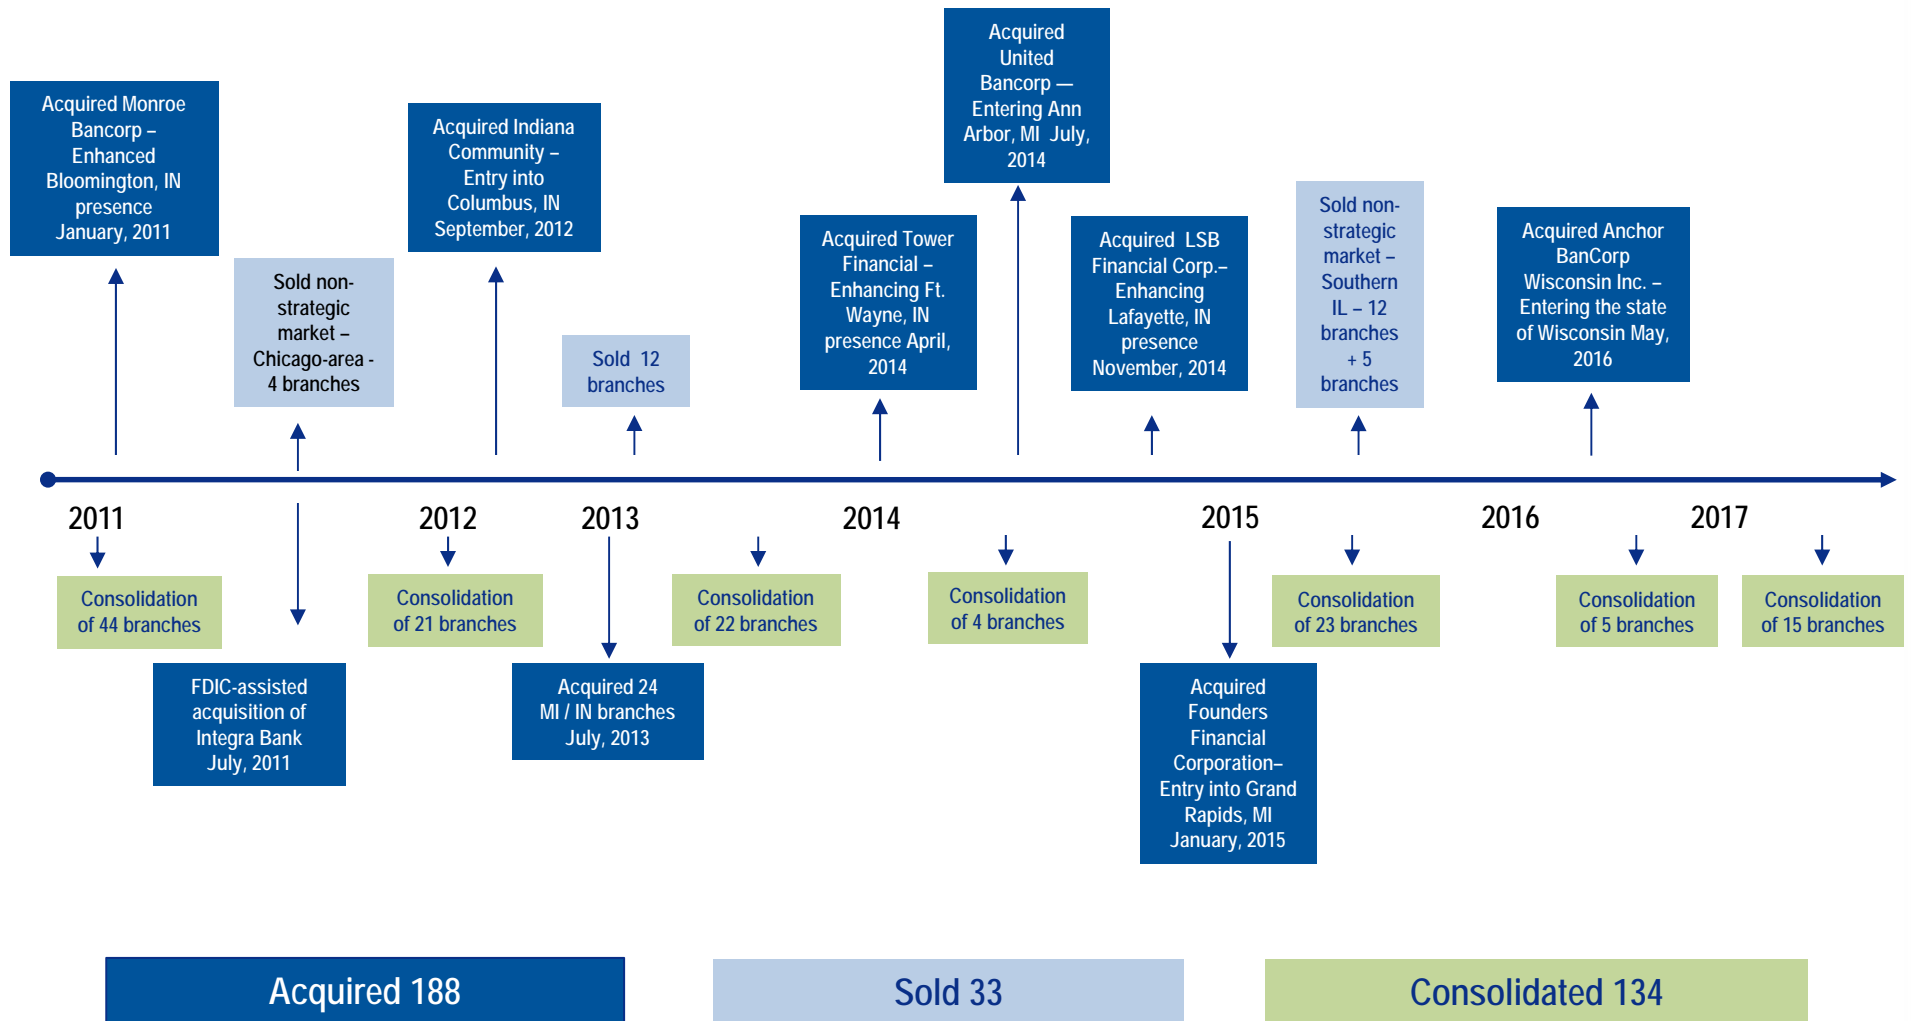 Acquired Monroe
Bancorp –
Enhanced
Bloomington, IN
presence
January, 2011
Sold non-
strategic
market –
Chicago-area -
4 branches
Acquired Indiana
Community –
Entry into
Columbus, IN
September, 2012
Sold 12
branches
Acquired Tower
Financial –
Enhancing Ft.
Wayne, IN
presence April,
2014
Acquired
United
Bancorp —
Entering Ann
Arbor, MI July,
2014
Acquired LSB
Financial Corp.–
Enhancing
Lafayette, IN
presence
November, 2014
Sold non-
strategic
market –
Southern
IL – 12
branches
+ 5
branches
Acquired Anchor
BanCorp
Wisconsin Inc. –
Entering the state
of Wisconsin May,
2016
2011
2012
2013
2014
2015
2016
2017
Consolidation
of 44 branches
FDIC-assisted
acquisition of
Integra Bank
July, 2011
Consolidation
of 21 branches
Acquired 24
MI / IN branches
July, 2013
Consolidation
of 22 branches
Consolidation
of 4 branches
Acquired
Founders
Financial
Corporation–
Entry into Grand
Rapids, MI
January, 2015
Consolidation
of 23 branches
Consolidation
of 5 branches
Consolidation
of 15 branches
Acquired 188
Sold 33
Consolidated 134